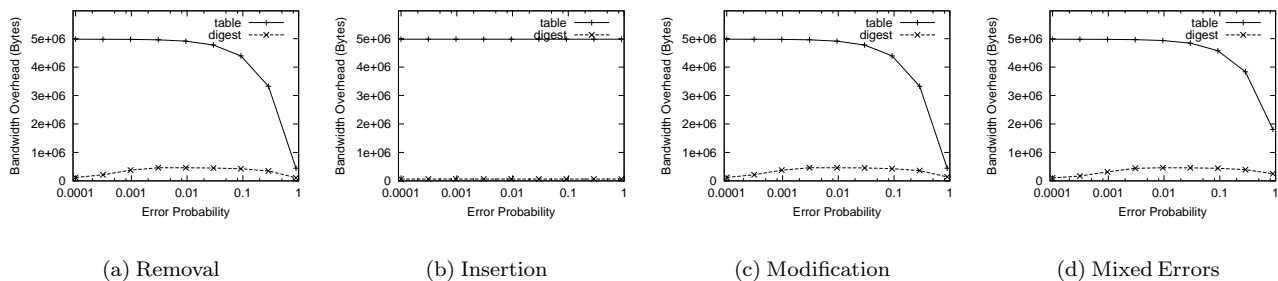 table
digest
Bandwidth Overhead (Bytes)
5e+06
4e+06
3e+06
2e+06
1e+06
0
0.0001 0.001 0.01 0.1 1
Error Probability
(a) Removal
table
digest
Bandwidth Overhead (Bytes)
5e+06
4e+06
3e+06
2e+06
1e+06
0
0.0001 0.001 0.01 0.1 1
Error Probability
(b) Insertion
table
digest
Bandwidth Overhead (Bytes)
5e+06
4e+06
3e+06
2e+06
1e+06
0
0.0001 0.001 0.01 0.1 1
Error Probability
(c) Modification
table
digest
Bandwidth Overhead (Bytes)
5e+06
4e+06
3e+06
2e+06
1e+06
0
0.0001 0.001 0.01 0.1 1
Error Probability
(d) Mixed Errors